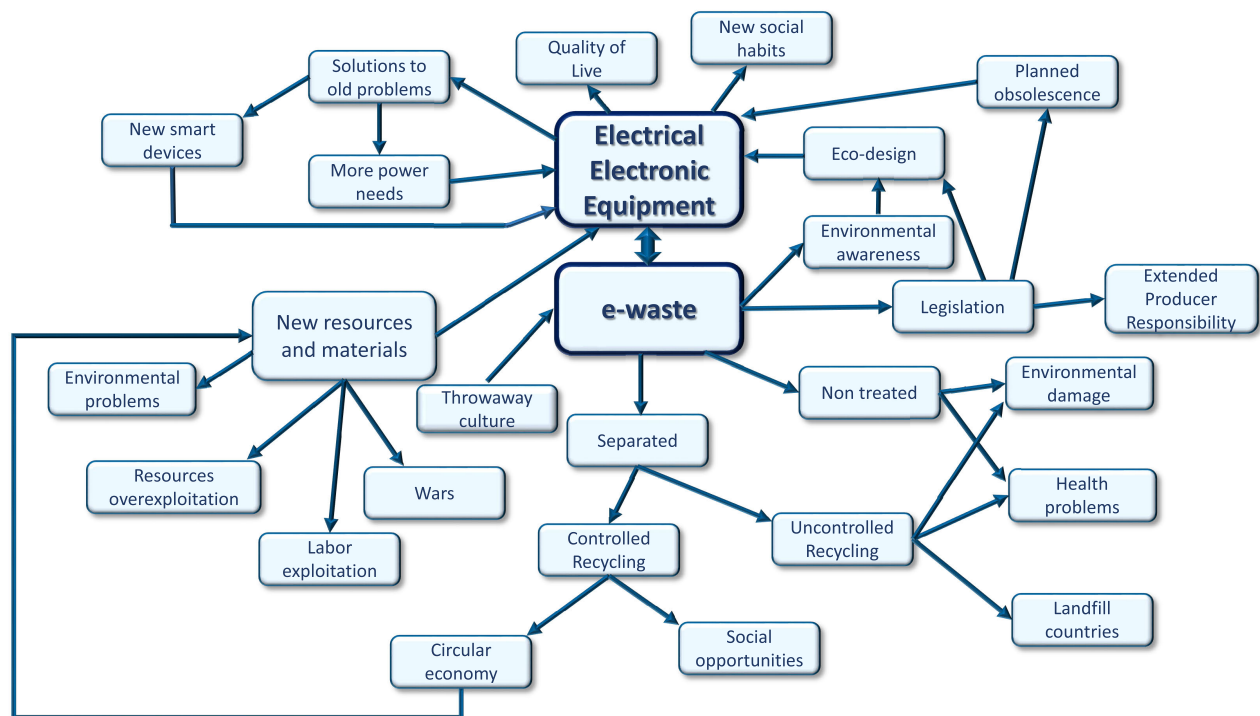 New social
habits
Quality of
Live
Solutions to
old problems
Planned
obsolescence
New smart
devices
Electrical
Electronic
Equipment
Eco-design
More power
needs
Environmental
awareness
Extended
Producer
Responsibility
e-waste
Legislation
New resources
and materials
Environmental
problems
Throwaway
culture
Non treated
Environmental
damage
Separated
Resources
overexploitation
Wars
Health
problems
Labor
exploitation
Controlled
Recycling
Uncontrolled
Recycling
Landfill
countries
Circular
economy
Social
opportunities